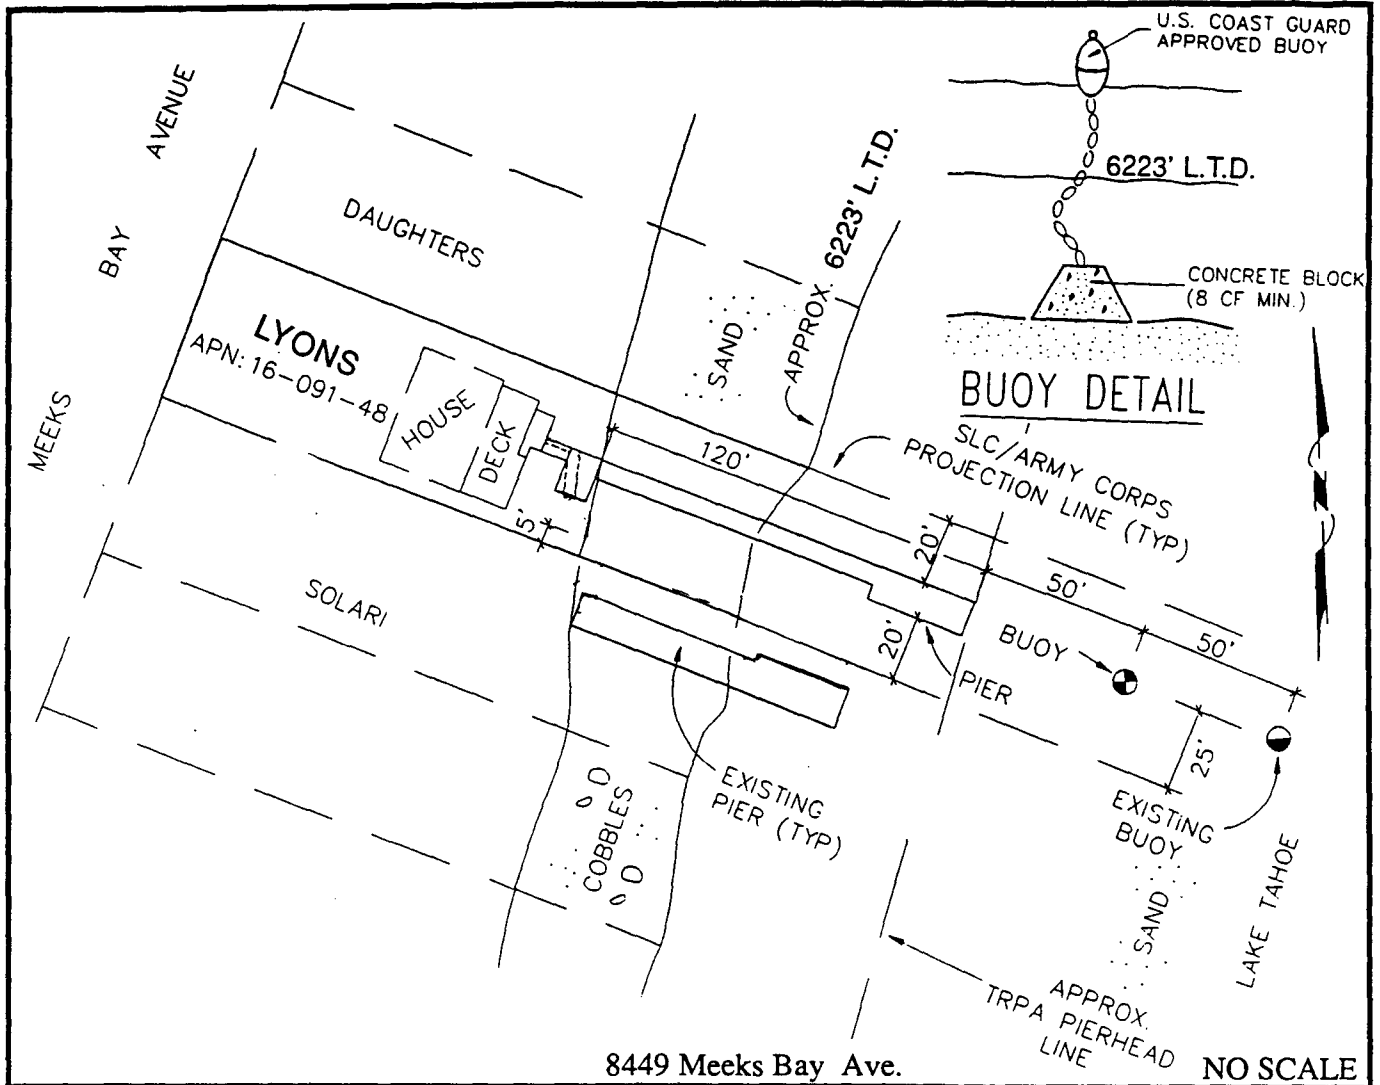 U.S. COAST GUARD
APPROVED BUOY
6223' L.T.D.
CONCRETE BLOCK
(8 CF MIN.)
BUOY DETAIL
MEEKS BAY AVENUE
DAUGHTERS
LYONS
APN: 16-091-48
HOUSE
DECK
5'
SAND
APPROX. 6223' L.T.D.
120'
SLC/ARMY CORPS
PROJECTION LINE (TYP)
20'
50'
50'
20'
BUOY
PIER
25'
SOLARI
EXISTING
PIER (TYP)
EXISTING
BUOY
COBBLES
SAND
LAKE TAHOE
APPROX.
TRPA PIERHEAD
LINE
8449 Meeks Bay Ave.
NO SCALE